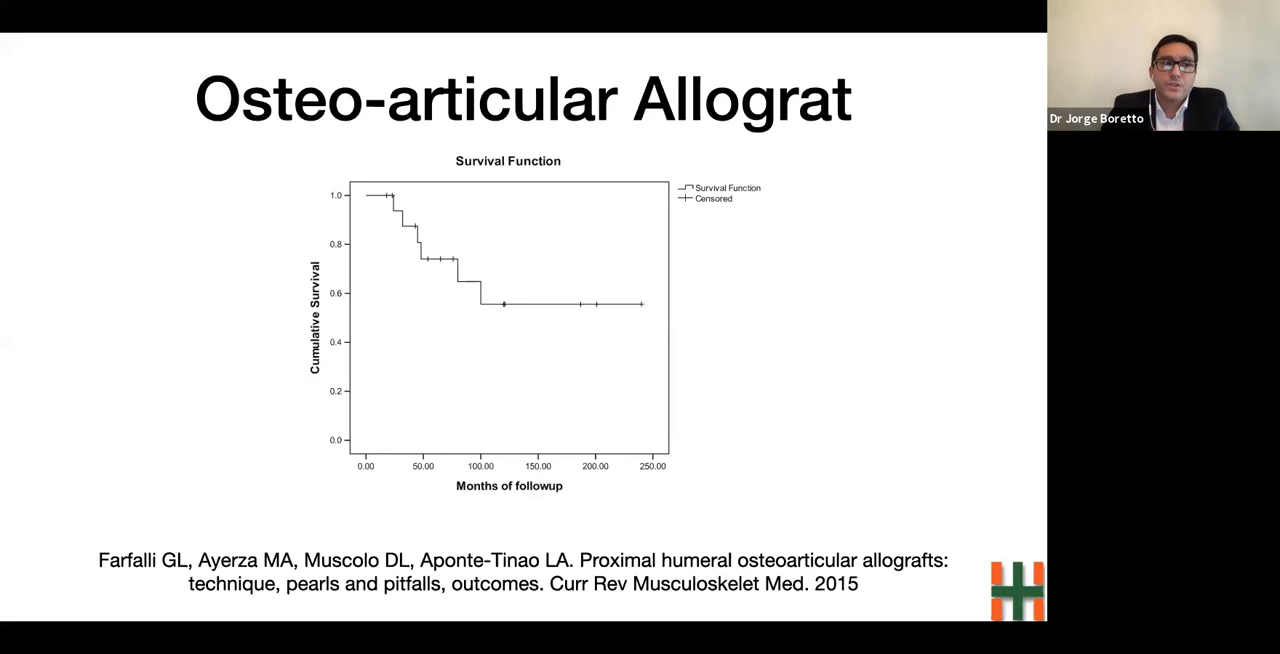 Osteo-articular Allograt
Dr Jorge Boretto
Survival Function
Survival Function
Censored
Cumulative Survival
1.0
0.8
0.6
0.4
0.2
0.0
0.00 50.00 100.00 150.00 200.00 250.00
Months of followup
Farfalli GL, Ayerza MA, Muscolo DL, Aponte-Tinao LA. Proximal humeral osteoarticular allografts:
technique, pearls and pitfalls, outcomes. Curr Rev Musculoskelet Med. 2015